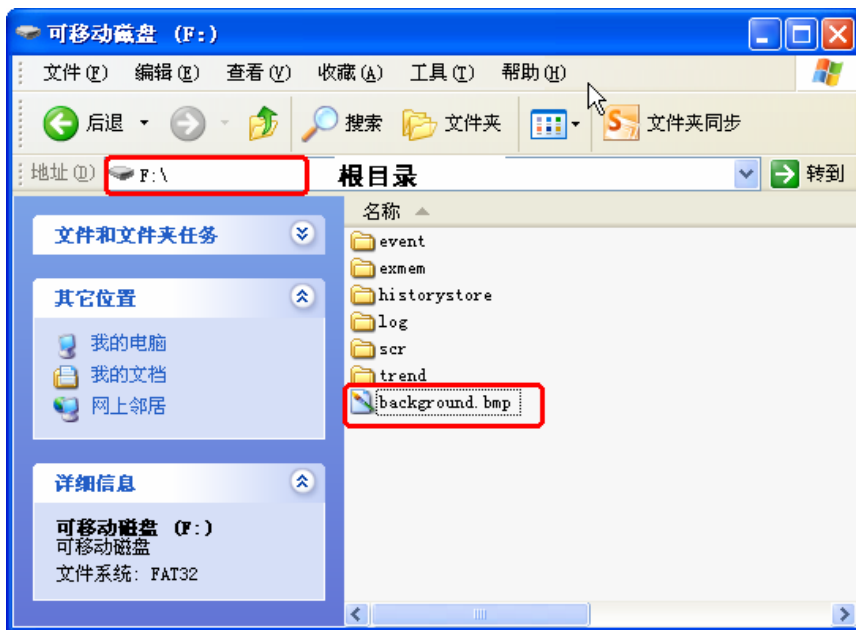 可移动磁盘 (F:)
文件(F) 编辑(E) 查看(V) 收藏(A) 工具(T) 帮助(H)
后退 搜索 文件夹 S 文件夹同步
地址(D) F:\ 根目录 转到
名称
文件和文件夹任务
event
exmem
其它位置
historystore
log
我的电脑
scr
我的文档
trend
网上邻居
background.bmp
详细信息
可移动磁盘 (F:)
可移动磁盘
文件系统: FAT32